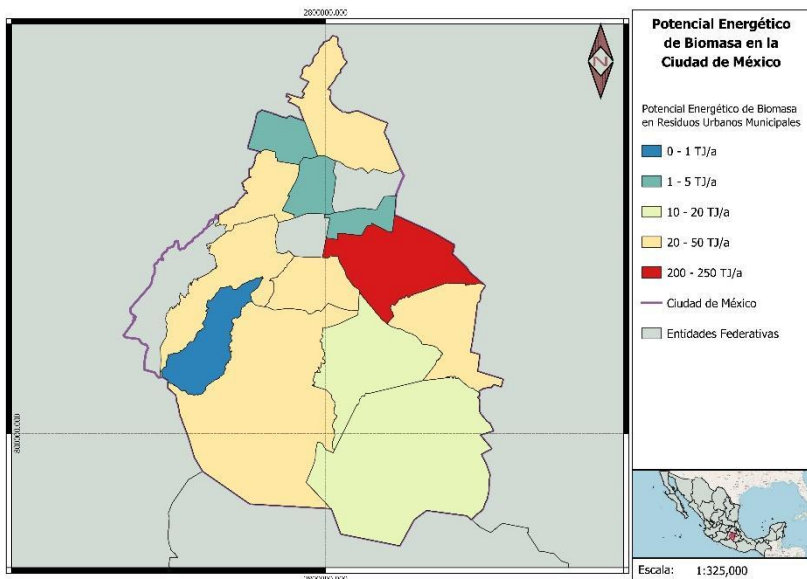 2800000.000
Potencial Energético
de Biomasa en la
Ciudad de México
N
Potencial Energético de Biomasa
en Residuos Urbanos Municipales
0 - 1 TJ/a
1 - 5 TJ/a
10 - 20 TJ/a
20 - 50 TJ/a
200 - 250 TJ/a
Ciudad de México
Entidades Federativas
Escala: 1:325,000
2800000.000